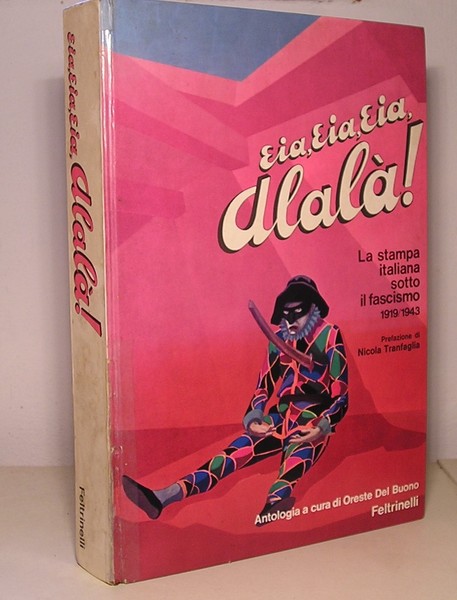 Eia, Eia, Eia,
Alalà!
La stampa
italiana
sotto
il fascismo
1919/1943
Prefazione di
Nicola Tranfaglia
Antologia a cura di Oreste Del Buono
Feltrinelli
Eia, Eia, Eia, Alalà!
Feltrinelli